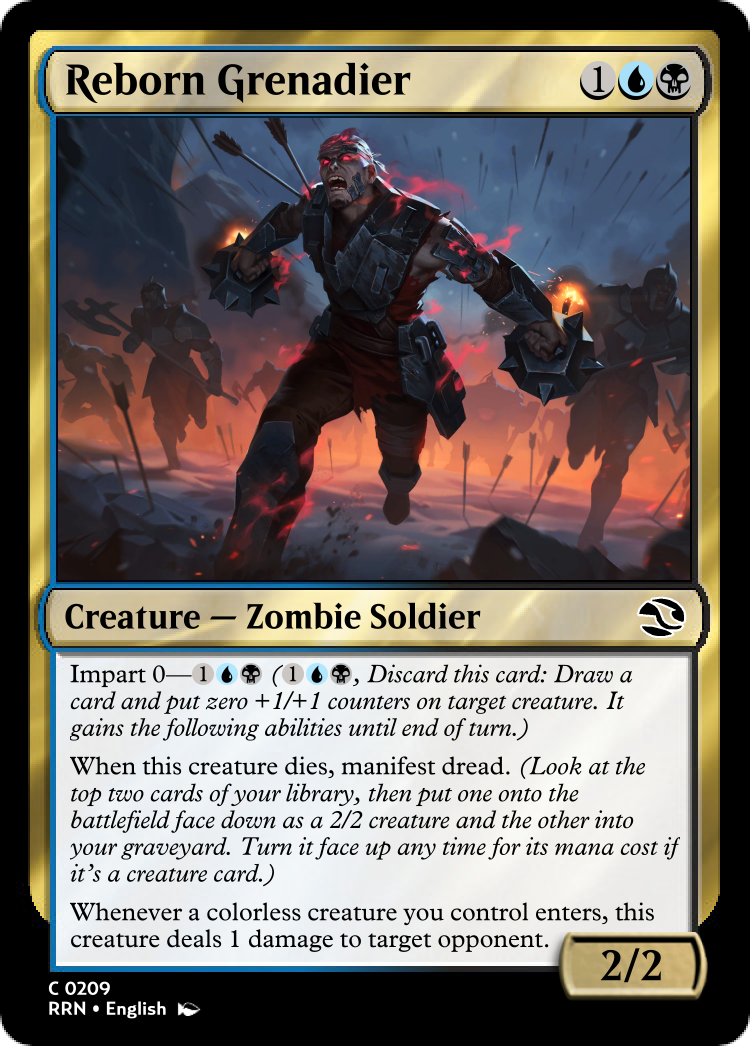 Reborn Grenadier 1
Creature — Zombie Soldier
Impart 0—1 (1, Discard this card: Draw a
card and put zero +1/+1 counters on target creature. It
gains the following abilities until end of turn.)
When this creature dies, manifest dread. (Look at the
top two cards of your library, then put one onto the
battlefield face down as a 2/2 creature and the other into
your graveyard. Turn it face up any time for its mana cost if
it's a creature card.)
Whenever a colorless creature you control enters, this
creature deals 1 damage to target opponent.
2/2
C 0209
RRN • English